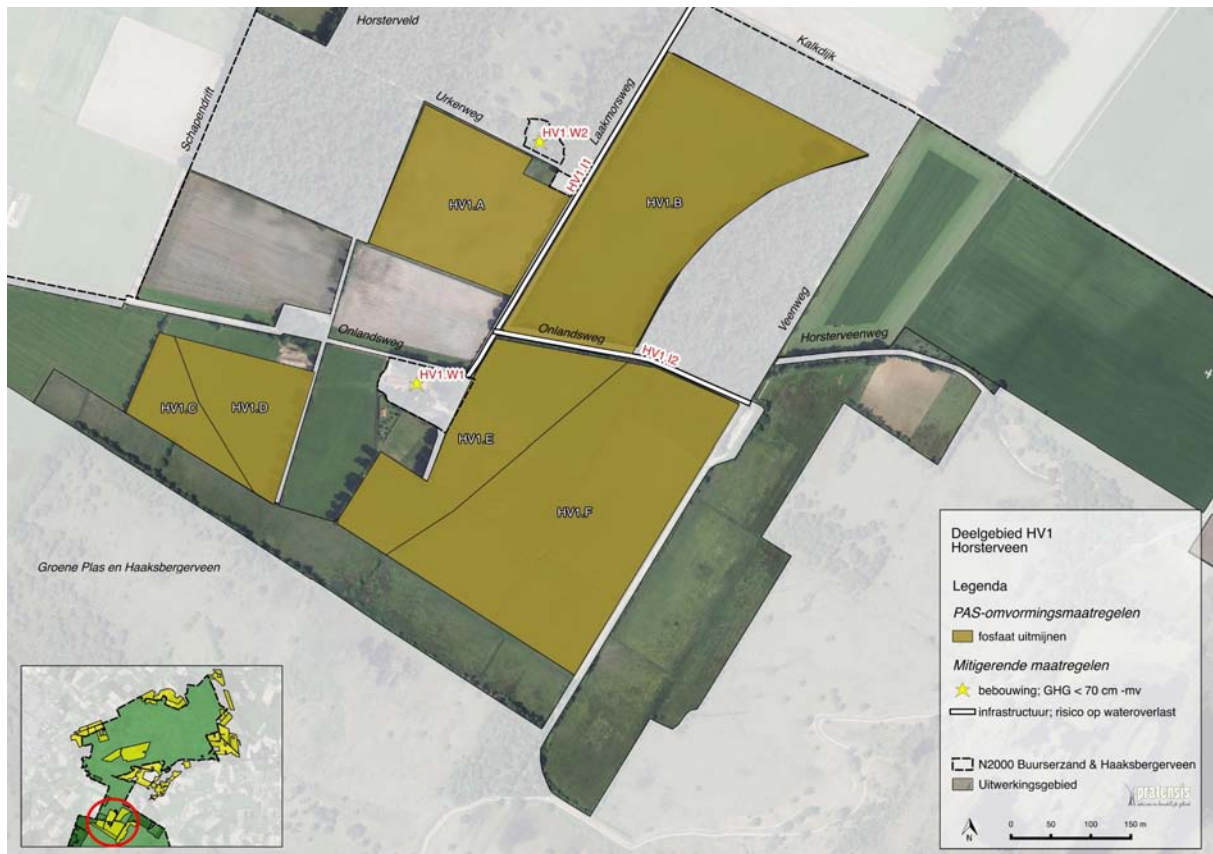 Horsterveld
Kalkdijk
Schapendrift
Urkerweg
HV1.W2
Laakmorsweg
HV1.I1
HV1.A
HV1.B
Veenweg
Onlandsweg
Onlandsweg
HV1.I2
Horsterveenweg
HV1.W1
HV1.C
HV1.D
HV1.E
HV1.F
Groene Plas en Haaksbergerveen
Deelgebied HV1
Horsterveen
Legenda
PAS-omvormingsmaatregelen
fosfaat uitmijnen
Mitigerende maatregelen
bebouwing; GHG < 70 cm -mv
infrastructuur; risico op wateroverlast
N2000 Buurserzand & Haaksbergerveen
Uitwerkingsgebied
pratensis
N
0 50 100 150 m